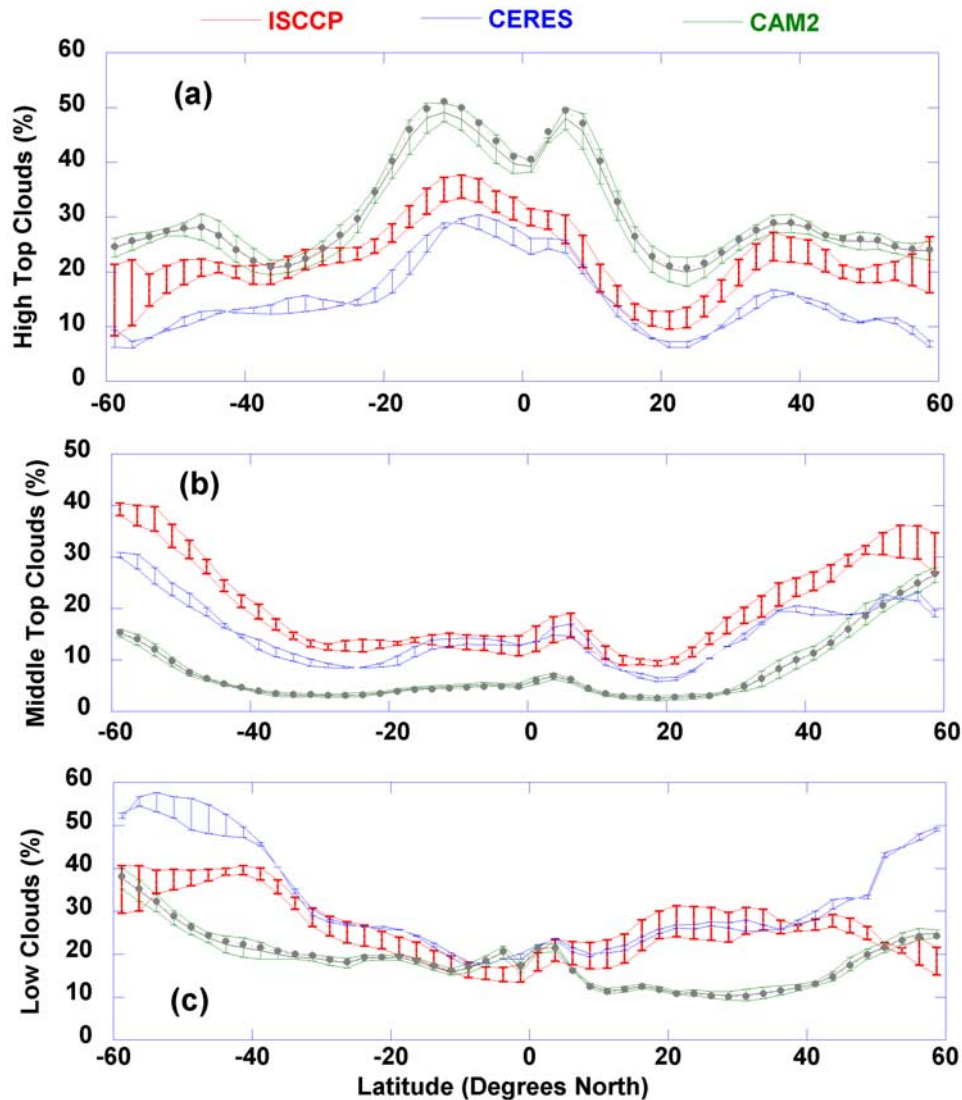 ISCCP CERES CAM2
60
50
40
30
20
10
0
High Top Clouds (%)
(a)
-60 -40 -20 0 20 40 60
50
40
30
20
10
0
Middle Top Clouds (%)
(b)
-60 -40 -20 0 20 40 60
60
50
40
30
20
10
0
Low Clouds (%)
(c)
-60 -40 -20 0 20 40 60
Latitude (Degrees North)